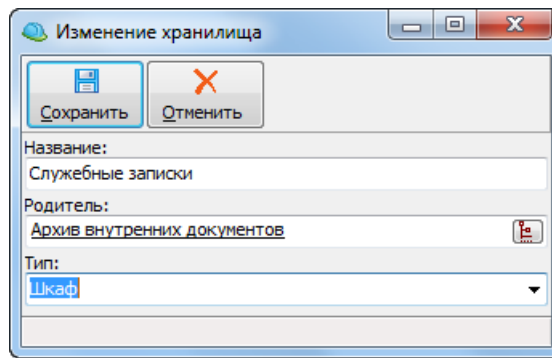 Изменение хранилища
Сохранить Отменить
Название:
Служебные записки
Родитель:
Архив внутренних документов
Тип:
Шкаф